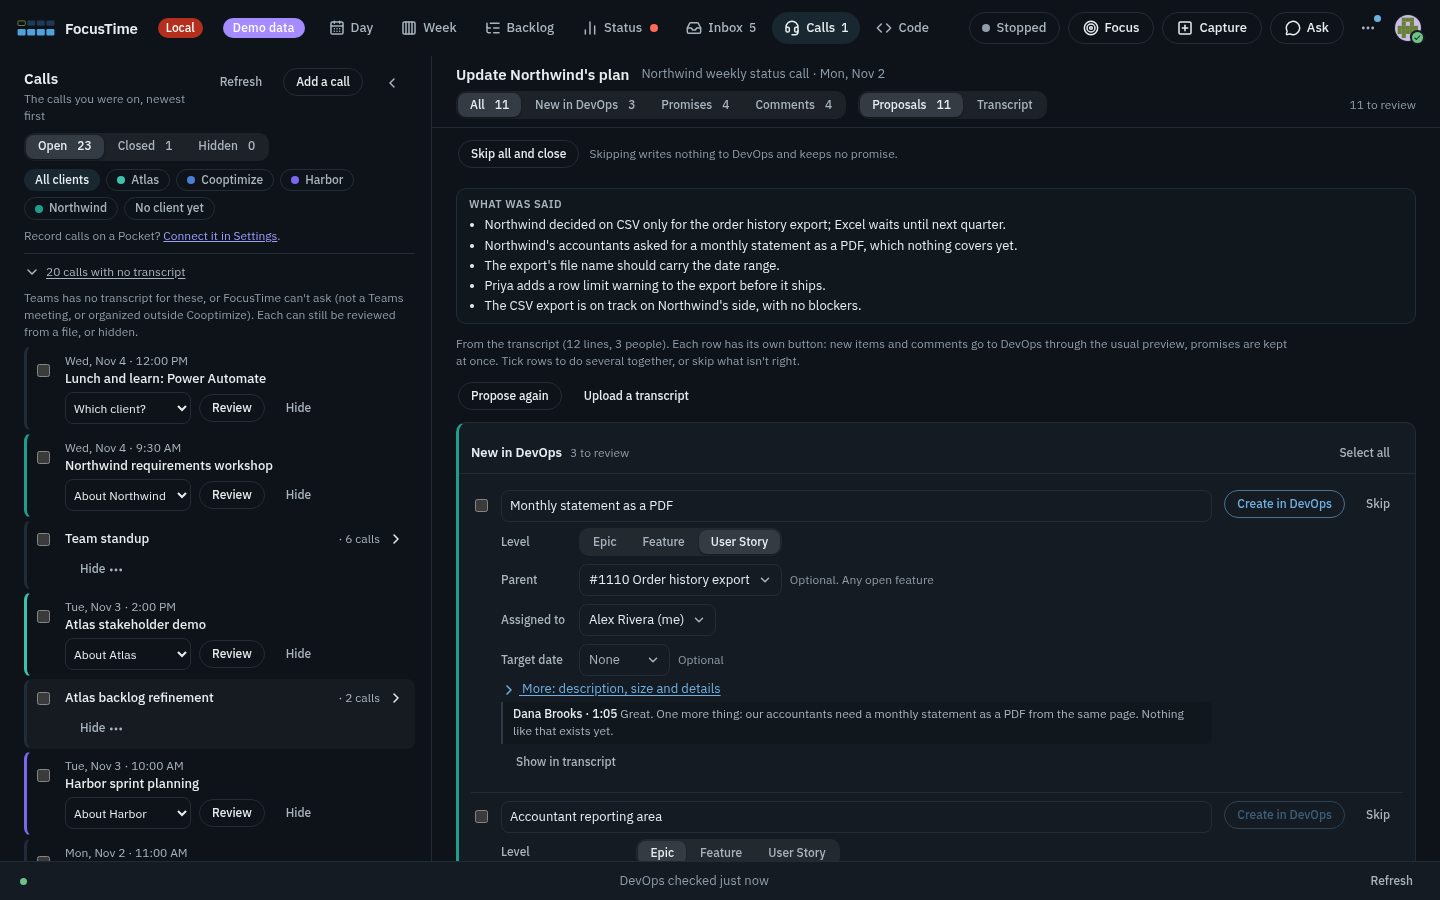 FocusTime
Local
Demo data
Day
Week
Backlog
Status
Inbox 5
Calls 1
Code
Stopped
Focus
Capture
Ask
Calls
The calls you were on, newest first
Refresh
Add a call
Open 23
Closed 1
Hidden 0
All clients
Atlas
Cooptimize
Harbor
Northwind
No client yet
Record calls on a Pocket? Connect it in Settings.
20 calls with no transcript
Teams has no transcript for these, or FocusTime can't ask (not a Teams
meeting, or organized outside Cooptimize). Each can still be reviewed
from a file, or hidden.
Wed, Nov 4 · 12:00 PM
Lunch and learn: Power Automate
Which client?
Review
Hide
Wed, Nov 4 · 9:30 AM
Northwind requirements workshop
About Northwind
Review
Hide
Team standup
· 6 calls
Hide •••
Tue, Nov 3 · 2:00 PM
Atlas stakeholder demo
About Atlas
Review
Hide
Atlas backlog refinement
· 2 calls
Hide •••
Tue, Nov 3 · 10:00 AM
Harbor sprint planning
About Harbor
Review
Hide
Mon, Nov 2 · 11:00 AM
Update Northwind's plan
Northwind weekly status call · Mon, Nov 2
All 11
New in DevOps 3
Promises 4
Comments 4
Proposals 11
Transcript
11 to review
Skip all and close
Skipping writes nothing to DevOps and keeps no promise.
WHAT WAS SAID
• Northwind decided on CSV only for the order history export; Excel waits until next quarter.
• Northwind's accountants asked for a monthly statement as a PDF, which nothing covers yet.
• The export's file name should carry the date range.
• Priya adds a row limit warning to the export before it ships.
• The CSV export is on track on Northwind's side, with no blockers.
From the transcript (12 lines, 3 people). Each row has its own button: new items and comments go to DevOps through the usual preview, promises are kept
at once. Tick rows to do several together, or skip what isn't right.
Propose again
Upload a transcript
New in DevOps
3 to review
Select all
Monthly statement as a PDF
Create in DevOps
Skip
Level
Epic
Feature
User Story
Parent
#1110 Order history export
Optional. Any open feature
Assigned to
Alex Rivera (me)
Target date
None
Optional
More: description, size and details
Dana Brooks · 1:05 Great. One more thing: our accountants need a monthly statement as a PDF from the same page. Nothing
like that exists yet.
Show in transcript
Accountant reporting area
Create in DevOps
Skip
Level
Epic
Feature
User Story
DevOps checked just now
Refresh